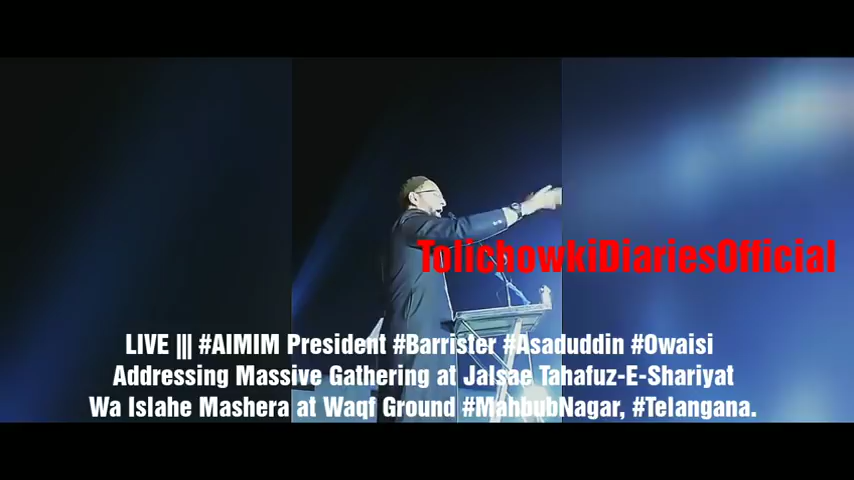 TolichowkiDiariesOfficial
LIVE ||| #AIMIM President #Barrister #Asaduddin #Owaisi
Addressing Massive Gathering at Jalsae Tahafuz-E-Shariyat
Wa Islahe Mashera at Waqf Ground #MahbubNagar, #Telangana.